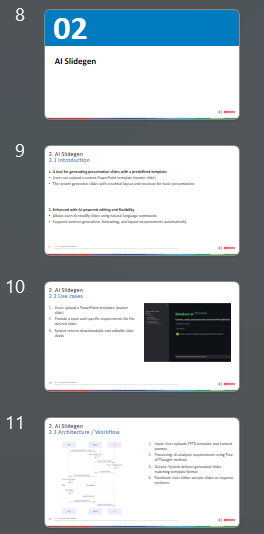 8
02
AI Slidegen
9
2. AI Slidegen
2.1 Introduction
1. A tool for generating presentation slides with a predefined template
• Users can upload a custom PowerPoint template (master slide)
• The system generates slides with essential layout and structure for basic presentations
2. Enhanced with AI-powered editing and flexibility
• Allows users to modify slides using natural language commands
• Supports content generation, formatting, and layout improvements automatically
10
2. AI Slidegen
2.2 Use cases
1. Users upload a PowerPoint template (master
slide)
2. Provide a topic and specific requirements for the
desired slides
3. System returns downloadable and editable slide
decks
11
2. AI Slidegen
2.3 Architecture / Workflow
1. Input: User uploads PPTX template and content
prompt.
2. Processing: AI analyzes requirements using Tree
of Thought method.
3. Output: System delivers generated slides
matching template format.
4. Feedback: User either accepts slides or requests
revisions.